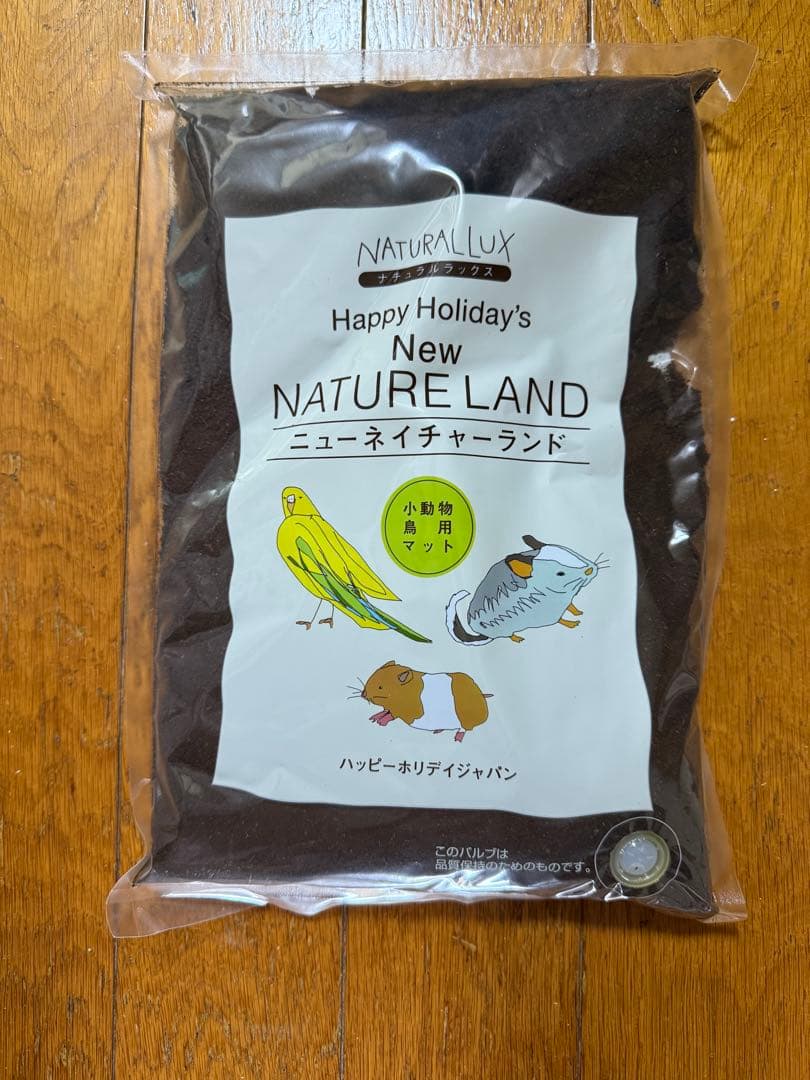 NATURAL LUX
ナチュラルラックス
Happy Holiday's
New
NATURE LAND
ニューネイチャーランド
小動物
鳥用
マット
ハッピーホリデイジャパン
このバルブは
品質保持のためのものです。